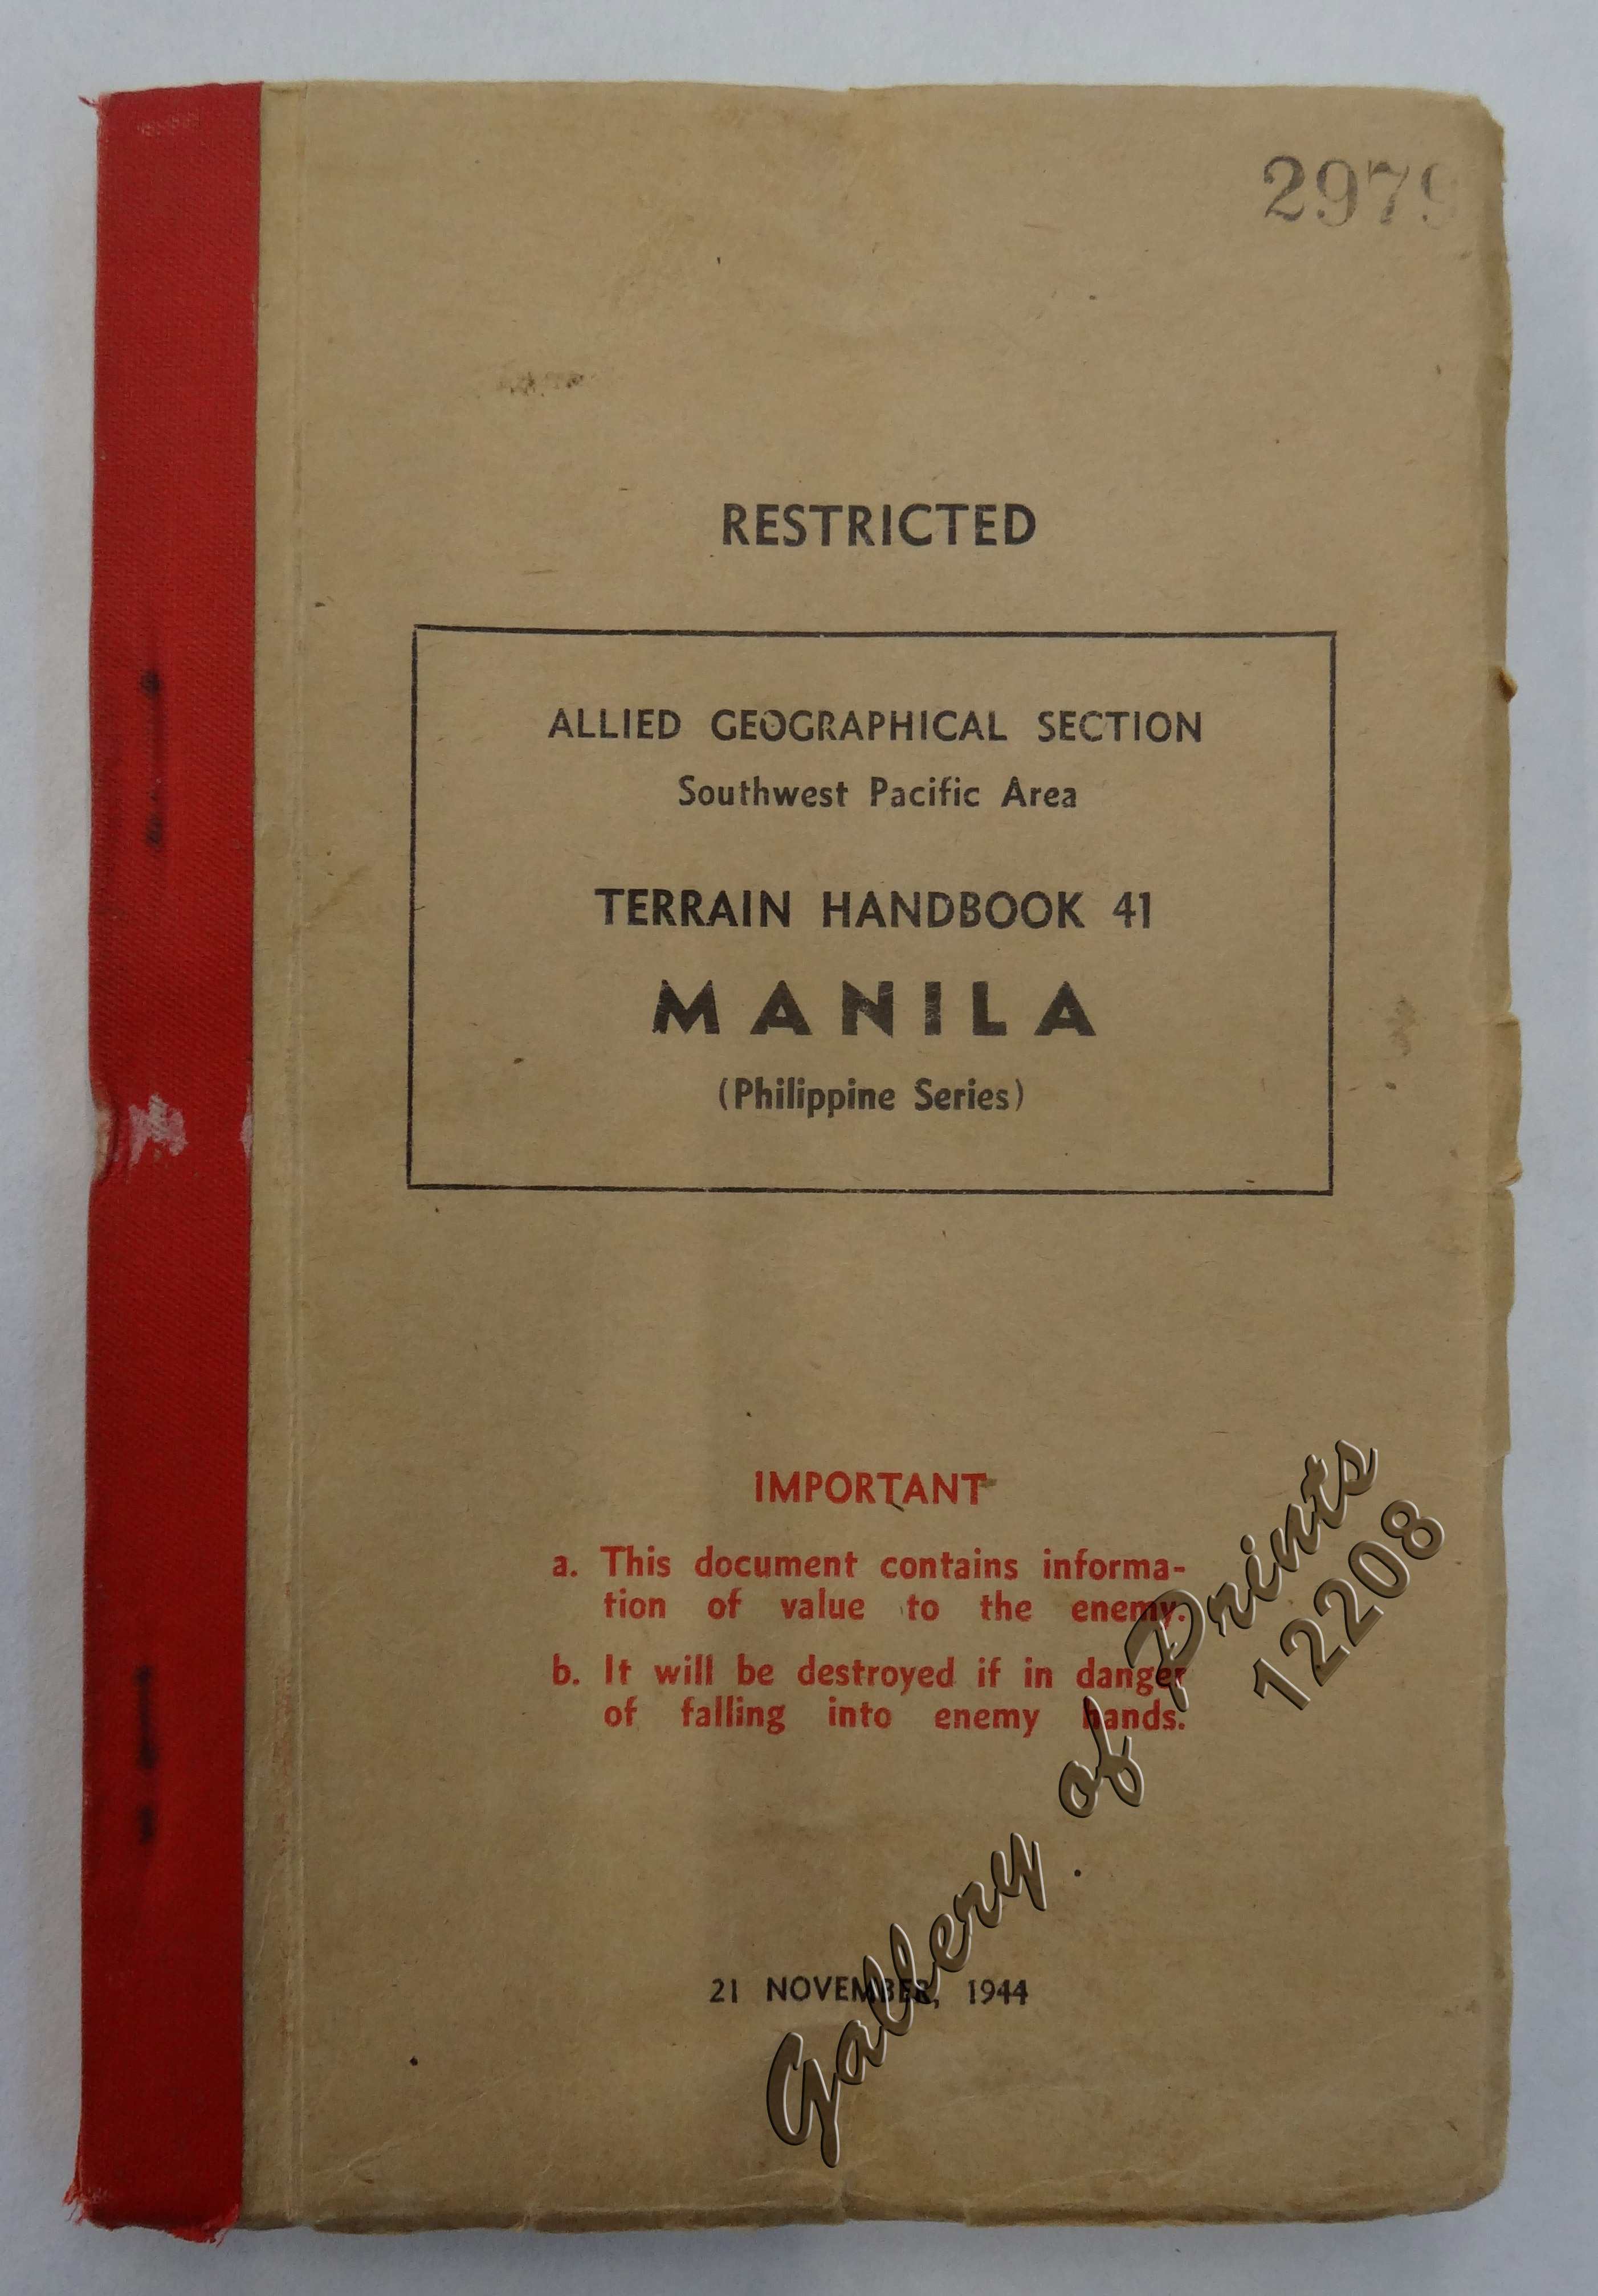 2979
RESTRICTED
ALLIED GEOGRAPHICAL SECTION
Southwest Pacific Area
TERRAIN HANDBOOK 41
MANILA
(Philippine Series)
IMPORTANT
a. This document contains informa-
tion of value to the enemy.
b. It will be destroyed if in danger
of falling into enemy hands.
21 NOVEMBER, 1944
Gallery of Prints
12208